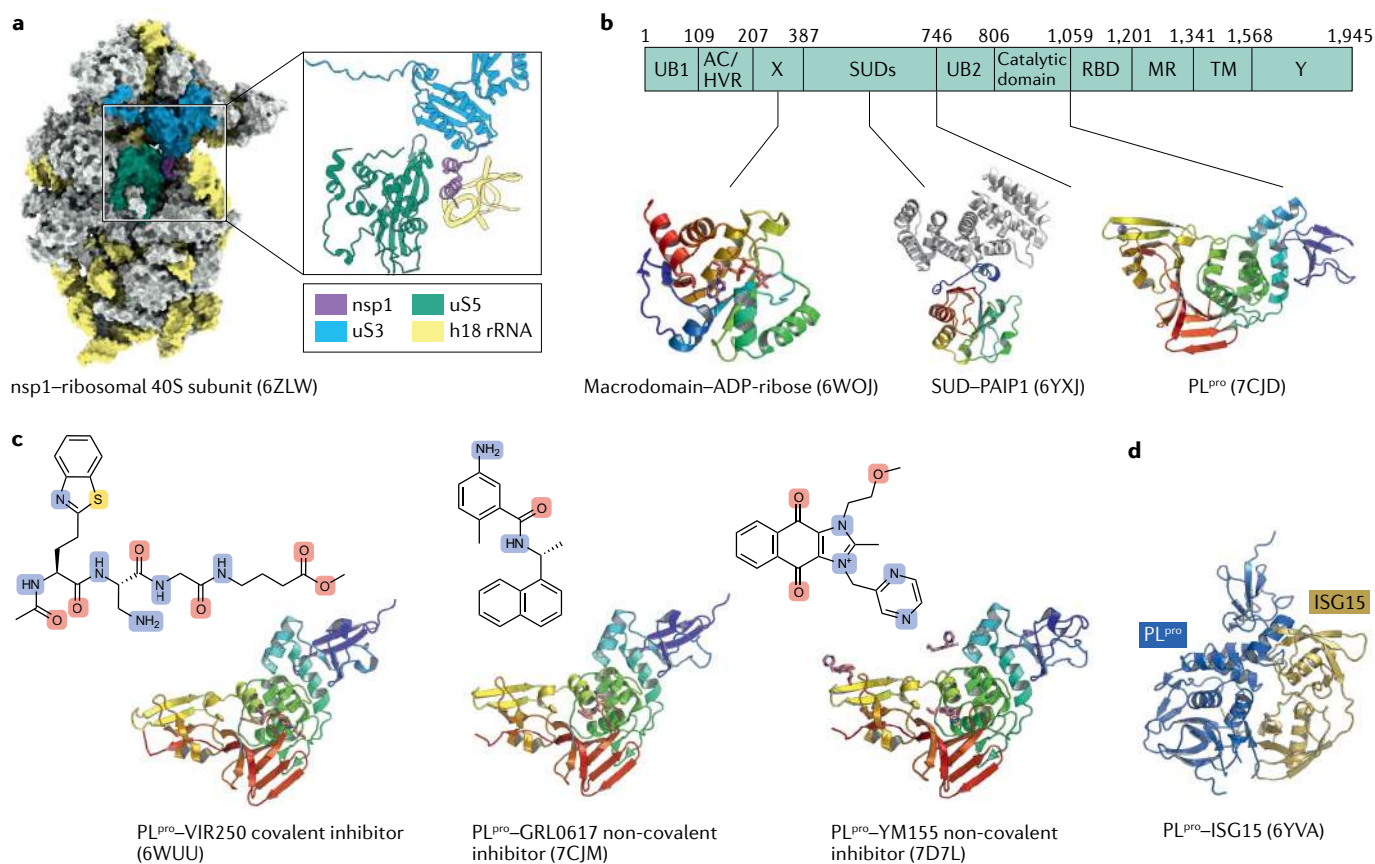 a
nsp1
uS5
uS3
h18 rRNA
nsp1–ribosomal 40S subunit (6ZLW)
b
1 109 207 387 746 806 1,059 1,201 1,341 1,568 1,945
UB1
AC/
HVR
X
SUDs
UB2
Catalytic
domain
RBD
MR
TM
Y
Macrodomain–ADP-ribose (6WOJ)
SUD–PAIP1 (6YXJ)
PLpro (7CJD)
c
N
S
O
H
N
O
H
N
O
HN
O
O
N
H
O
O
NH2
PLpro–VIR250 covalent inhibitor
(6WUU)
NH2
O
HN
PLpro–GRL0617 non-covalent
inhibitor (7CJM)
O
O
N
N+
O
N
N
PLpro–YM155 non-covalent
inhibitor (7D7L)
d
ISG15
PLpro
PLpro–ISG15 (6YVA)